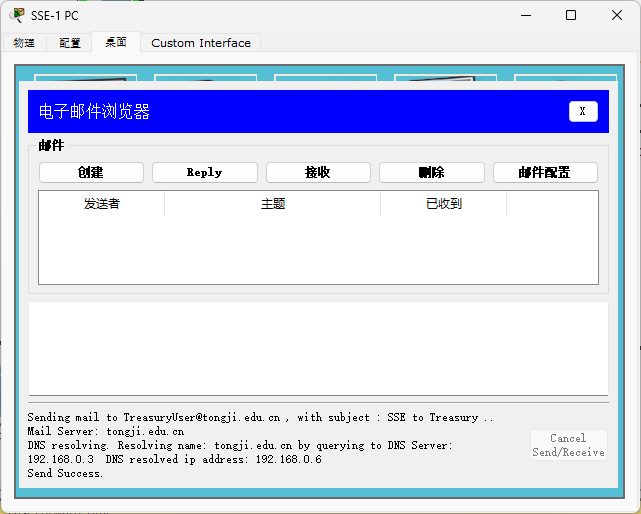 SSE-1 PC
物理 配置 桌面 Custom Interface
电子邮件浏览器 X
邮件
创建 Reply 接收 删除 邮件配置
发送者 主题 已收到
Sending mail to TreasuryUser@tongji.edu.cn , with subject : SSE to Treasury ..
Mail Server: tongji.edu.cn
DNS resolving. Resolving name: tongji.edu.cn by querying to DNS Server:
192.168.0.3 DNS resolved ip address: 192.168.0.6
Send Success.
Cancel
Send/Receive